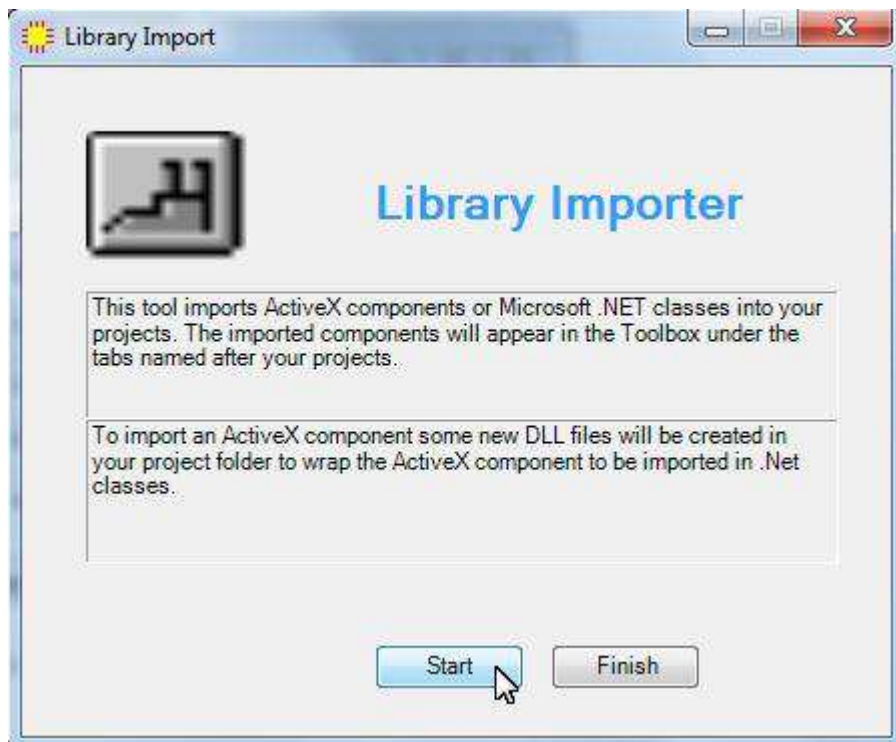 Library Import
Library Importer
This tool imports ActiveX components or Microsoft .NET classes into your
projects. The imported components will appear in the Toolbox under the
tabs named after your projects.
To import an ActiveX component some new DLL files will be created in
your project folder to wrap the ActiveX component to be imported in .Net
classes.
Start
Finish